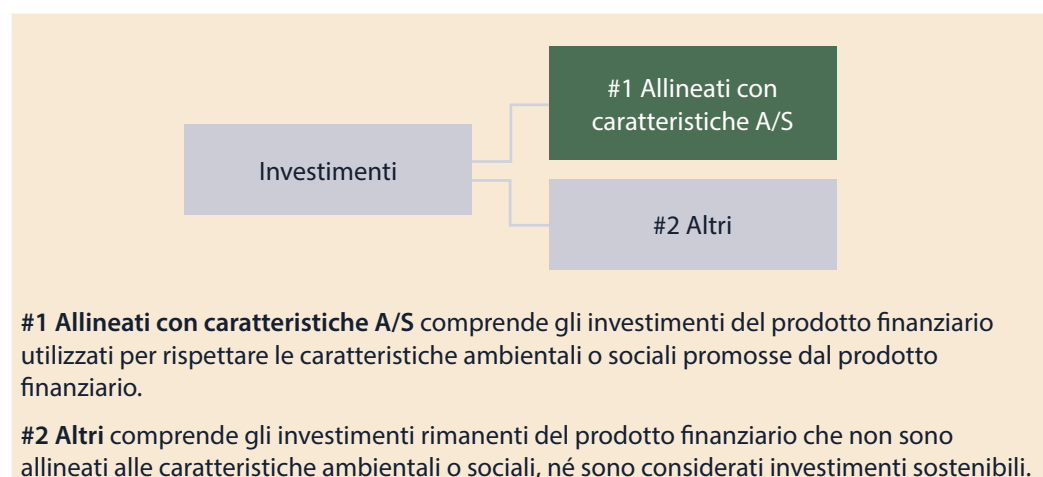 #1 Allineati con
caratteristiche A/S
Investimenti
#2 Altri
#1 Allineati con caratteristiche A/S comprende gli investimenti del prodotto finanziario
utilizzati per rispettare le caratteristiche ambientali o sociali promosse dal prodotto
finanziario.
#2 Altri comprende gli investimenti rimanenti del prodotto finanziario che non sono
allineati alle caratteristiche ambientali o sociali, né sono considerati investimenti sostenibili.